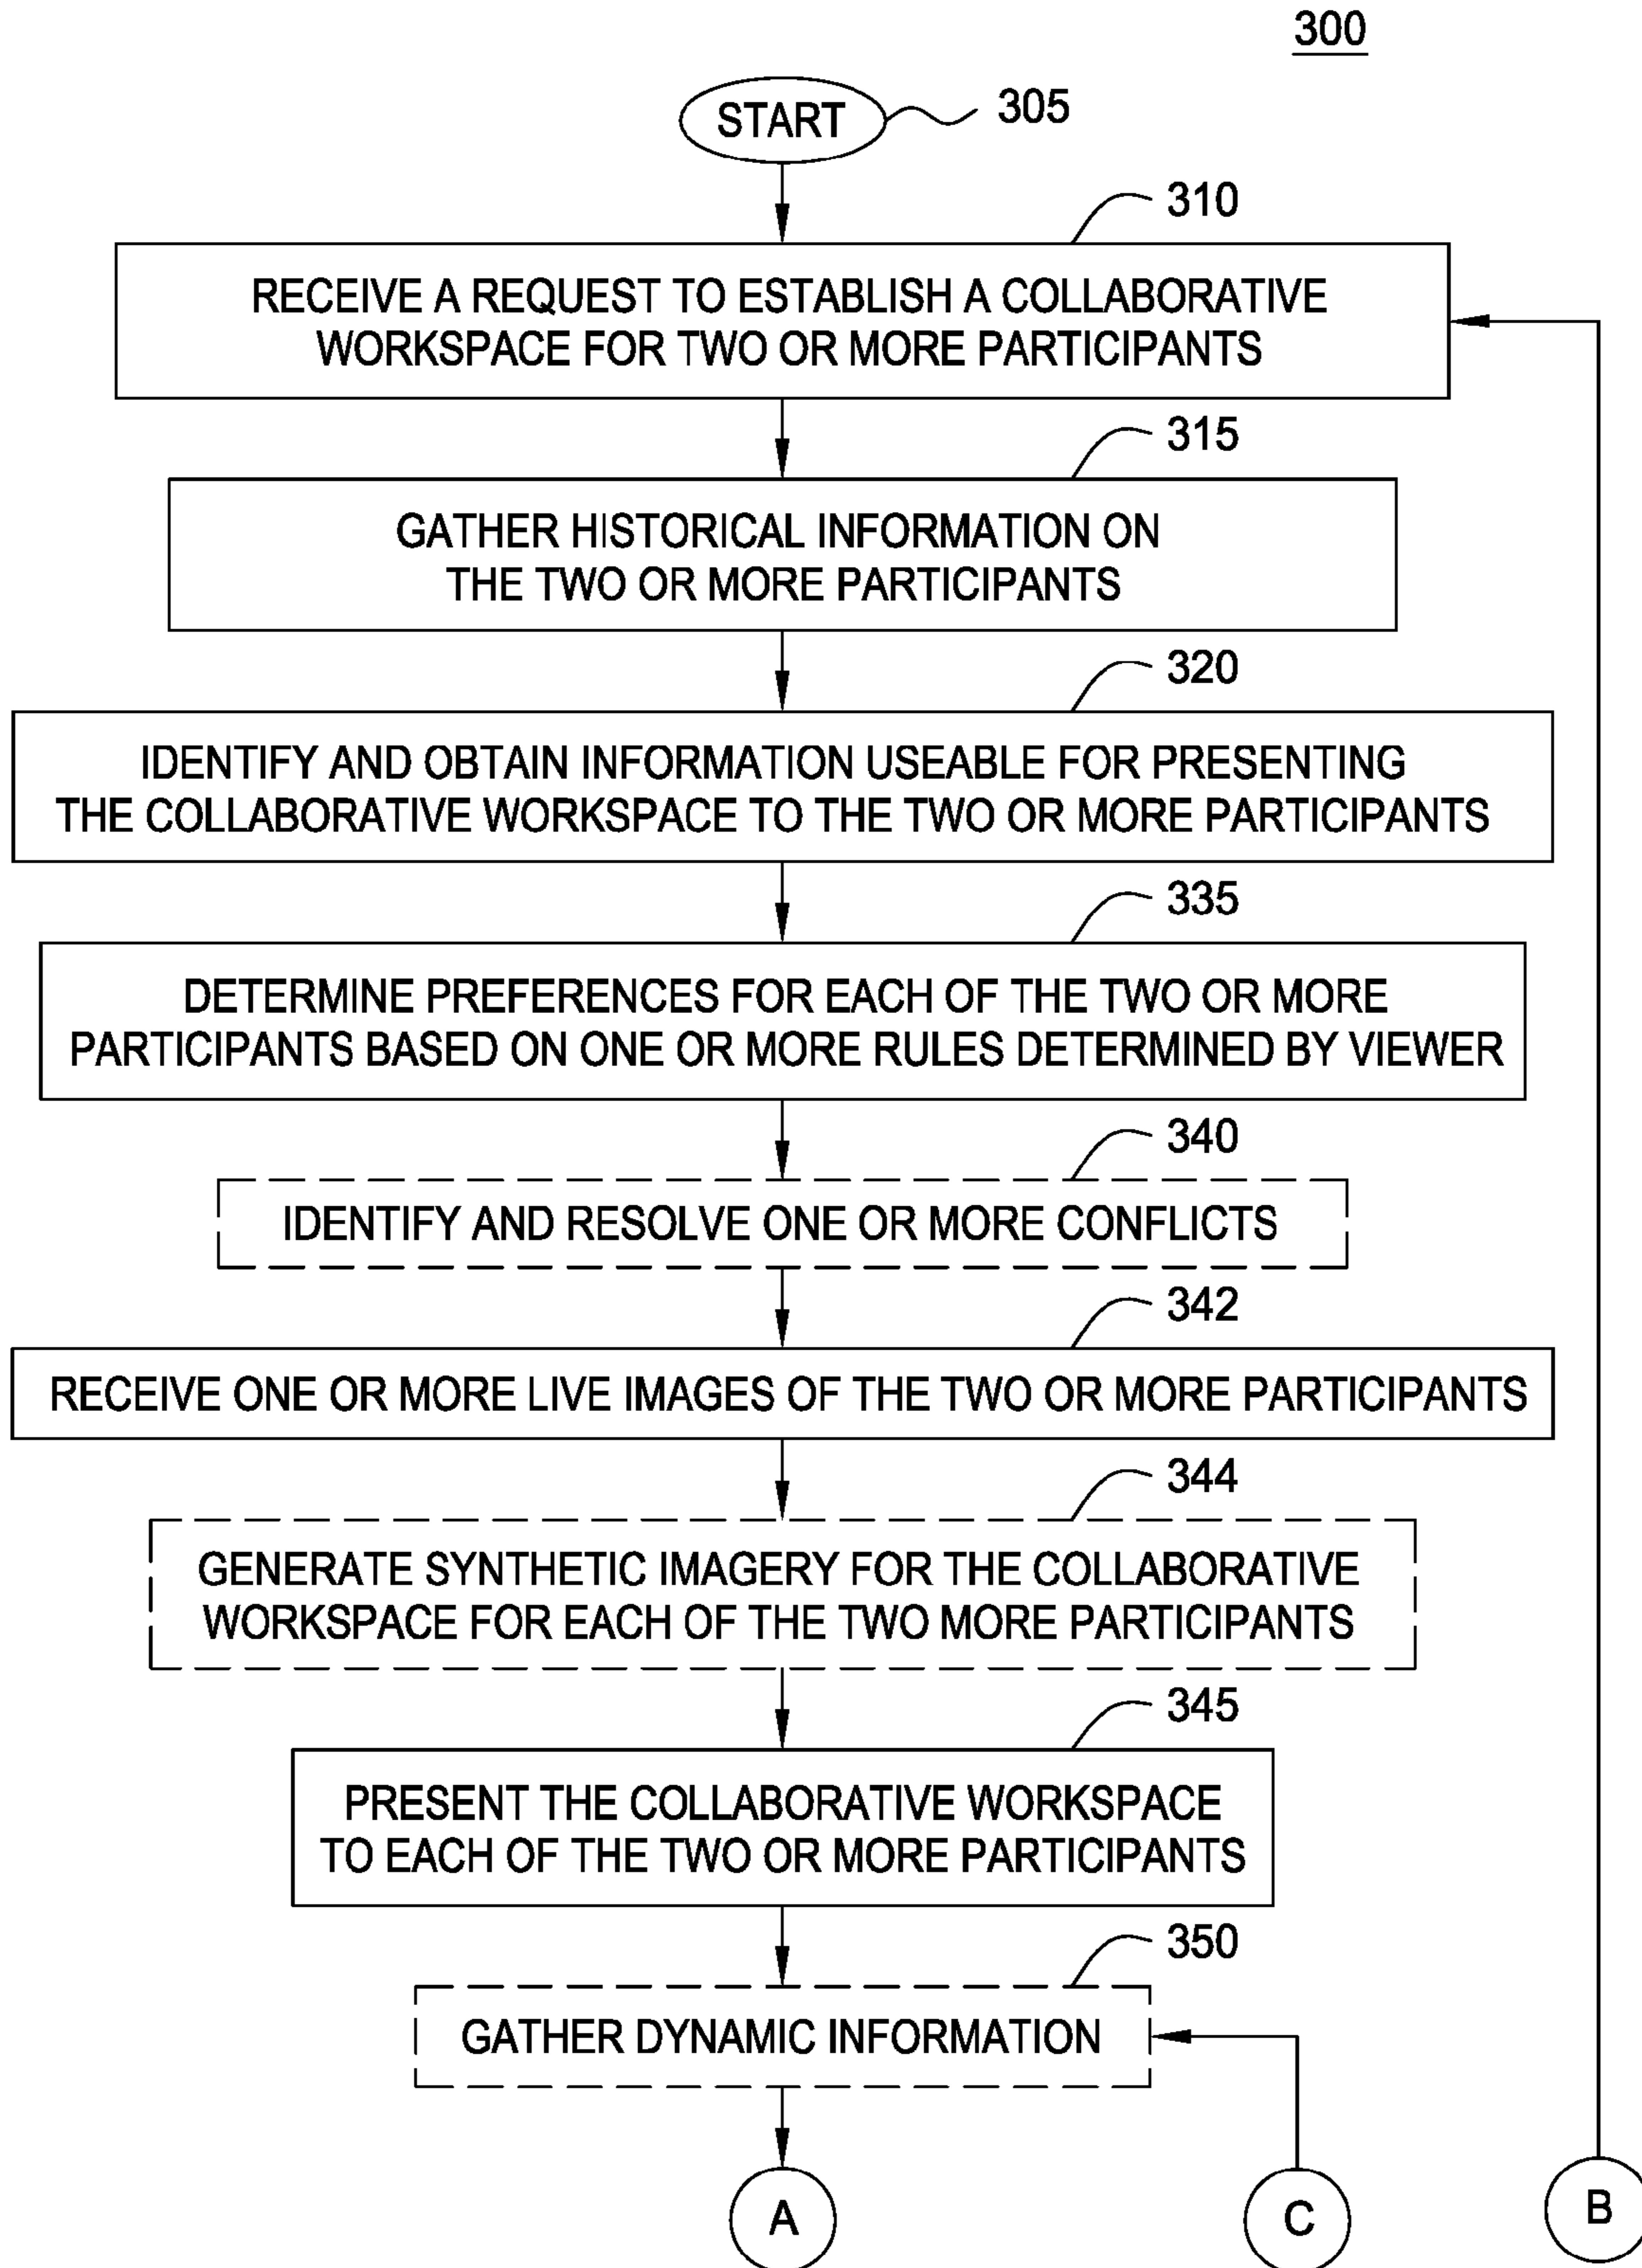 300
START
305
310
RECEIVE A REQUEST TO ESTABLISH A COLLABORATIVE
WORKSPACE FOR TWO OR MORE PARTICIPANTS
315
GATHER HISTORICAL INFORMATION ON
THE TWO OR MORE PARTICIPANTS
320
IDENTIFY AND OBTAIN INFORMATION USEABLE FOR PRESENTING
THE COLLABORATIVE WORKSPACE TO THE TWO OR MORE PARTICIPANTS
335
DETERMINE PREFERENCES FOR EACH OF THE TWO OR MORE
PARTICIPANTS BASED ON ONE OR MORE RULES DETERMINED BY VIEWER
340
IDENTIFY AND RESOLVE ONE OR MORE CONFLICTS
342
RECEIVE ONE OR MORE LIVE IMAGES OF THE TWO OR MORE PARTICIPANTS
344
GENERATE SYNTHETIC IMAGERY FOR THE COLLABORATIVE
WORKSPACE FOR EACH OF THE TWO MORE PARTICIPANTS
345
PRESENT THE COLLABORATIVE WORKSPACE
TO EACH OF THE TWO OR MORE PARTICIPANTS
350
GATHER DYNAMIC INFORMATION
A
C
B